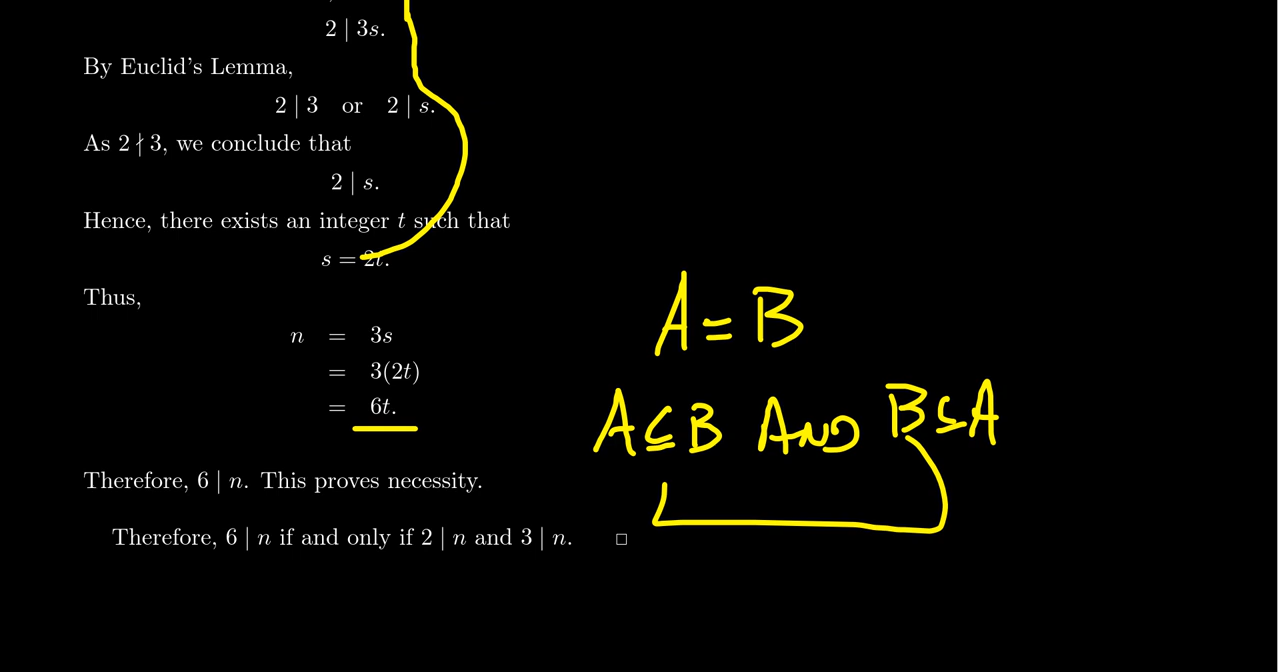 2 | 3s.
By Euclid's Lemma,
2 | 3 or 2 | s.
As 2 ∤ 3, we conclude that
2 | s.
Hence, there exists an integer t such that
s = 2t.
Thus,
n = 3s
= 3(2t)
= 6t.
A = B
A ⊆ B AND B ⊆ A
Therefore, 6 | n. This proves necessity.
Therefore, 6 | n if and only if 2 | n and 3 | n. □